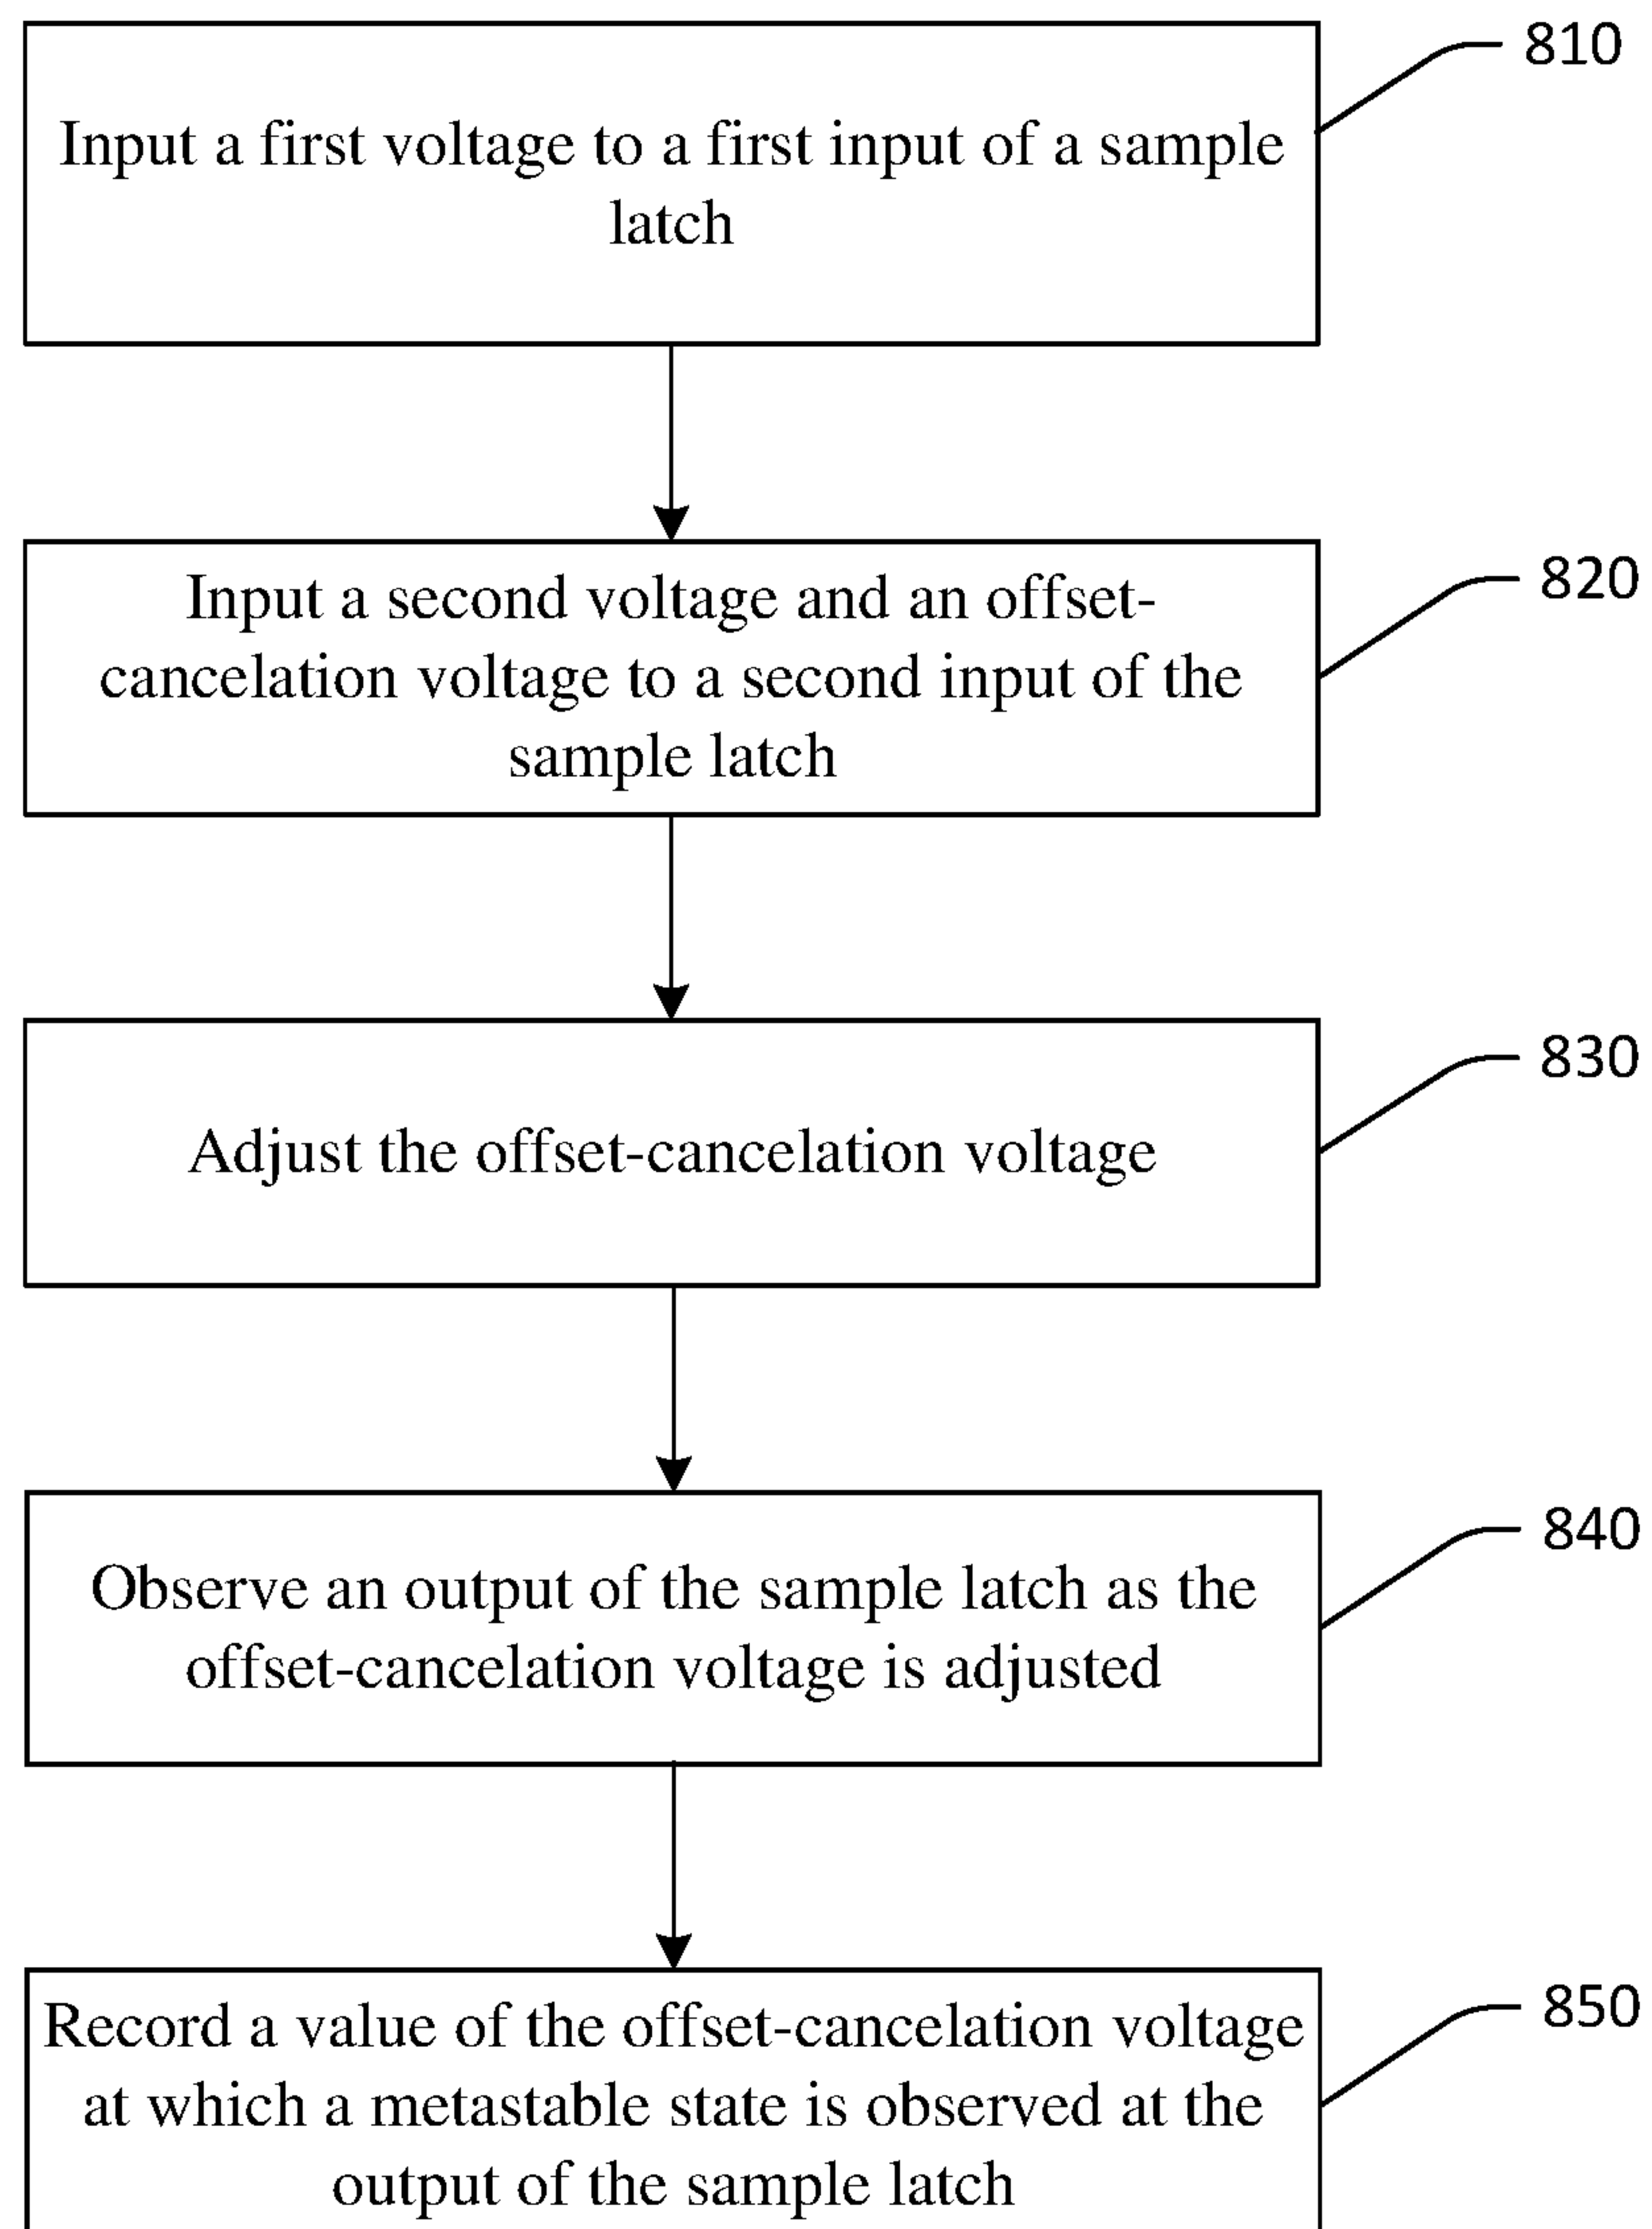 810
Input a first voltage to a first input of a sample
latch
820
Input a second voltage and an offset-
cancelation voltage to a second input of the
sample latch
830
Adjust the offset-cancelation voltage
840
Observe an output of the sample latch as the
offset-cancelation voltage is adjusted
850
Record a value of the offset-cancelation voltage
at which a metastable state is observed at the
output of the sample latch